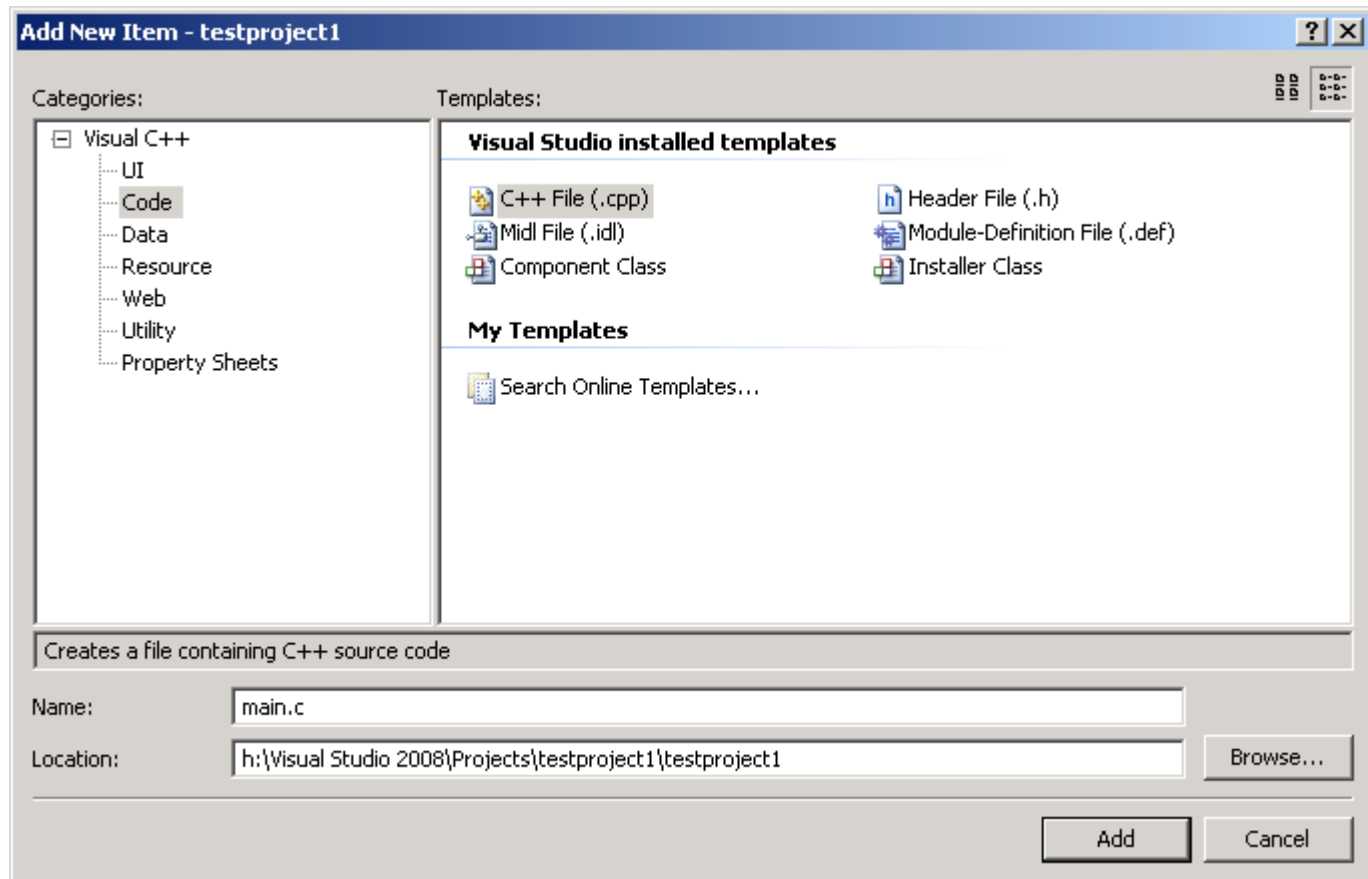 Add New Item - testproject1
Categories:
Templates:
Visual C++
UI
Code
Data
Resource
Web
Utility
Property Sheets
Visual Studio installed templates
C++ File (.cpp)
Header File (.h)
Midl File (.idl)
Module-Definition File (.def)
Component Class
Installer Class
My Templates
Search Online Templates...
Creates a file containing C++ source code
Name:
main.c
Location:
h:\Visual Studio 2008\Projects\testproject1\testproject1
Browse...
Add
Cancel